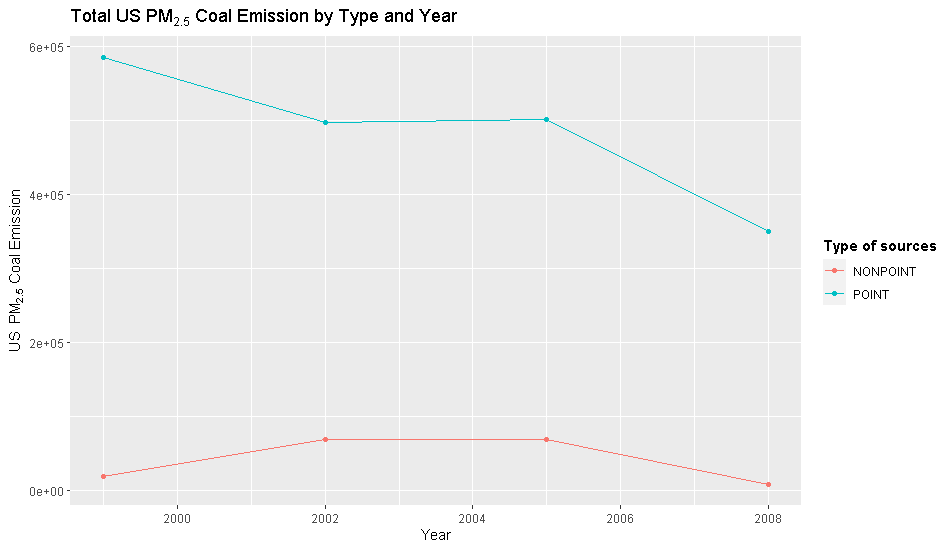 Total US PM2.5 Coal Emission by Type and Year
US PM2.5 Coal Emission
6e+05
4e+05
2e+05
0e+00
2000
2002
2004
2006
2008
Year
Type of sources
NONPOINT
POINT